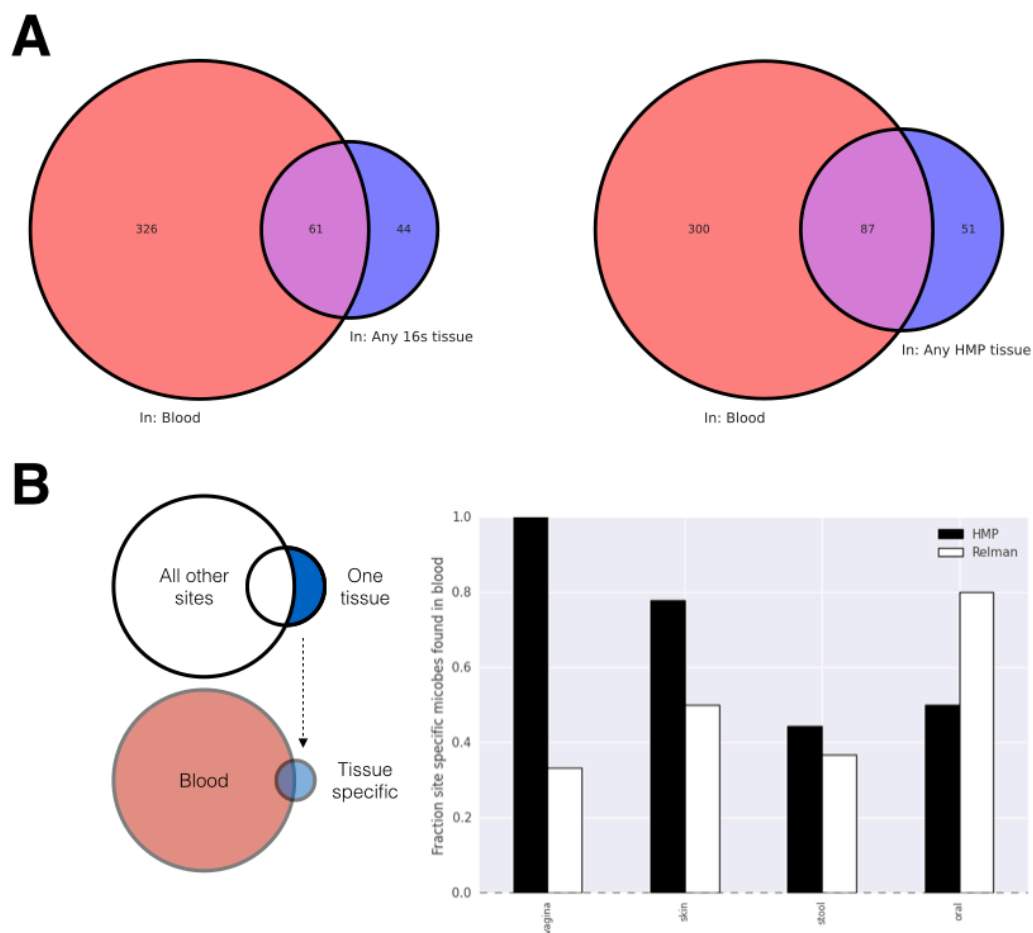 A
326
61
44
In: Any 16s tissue
In: Blood
300
87
51
In: Any HMP tissue
In: Blood
B
All other
sites
One
tissue
Blood
Tissue
specific
Fraction site specific micobes found in blood
1.0
0.8
0.6
0.4
0.2
0.0
HMP
Relman
vagina
skin
stool
oral